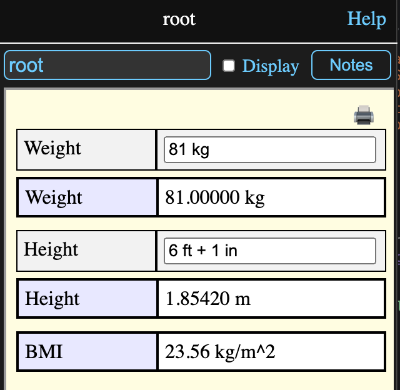 root
Help
root
Display
Notes
Weight
81 kg
Weight
81.00000 kg
Height
6 ft + 1 in
Height
1.85420 m
BMI
23.56 kg/m^2